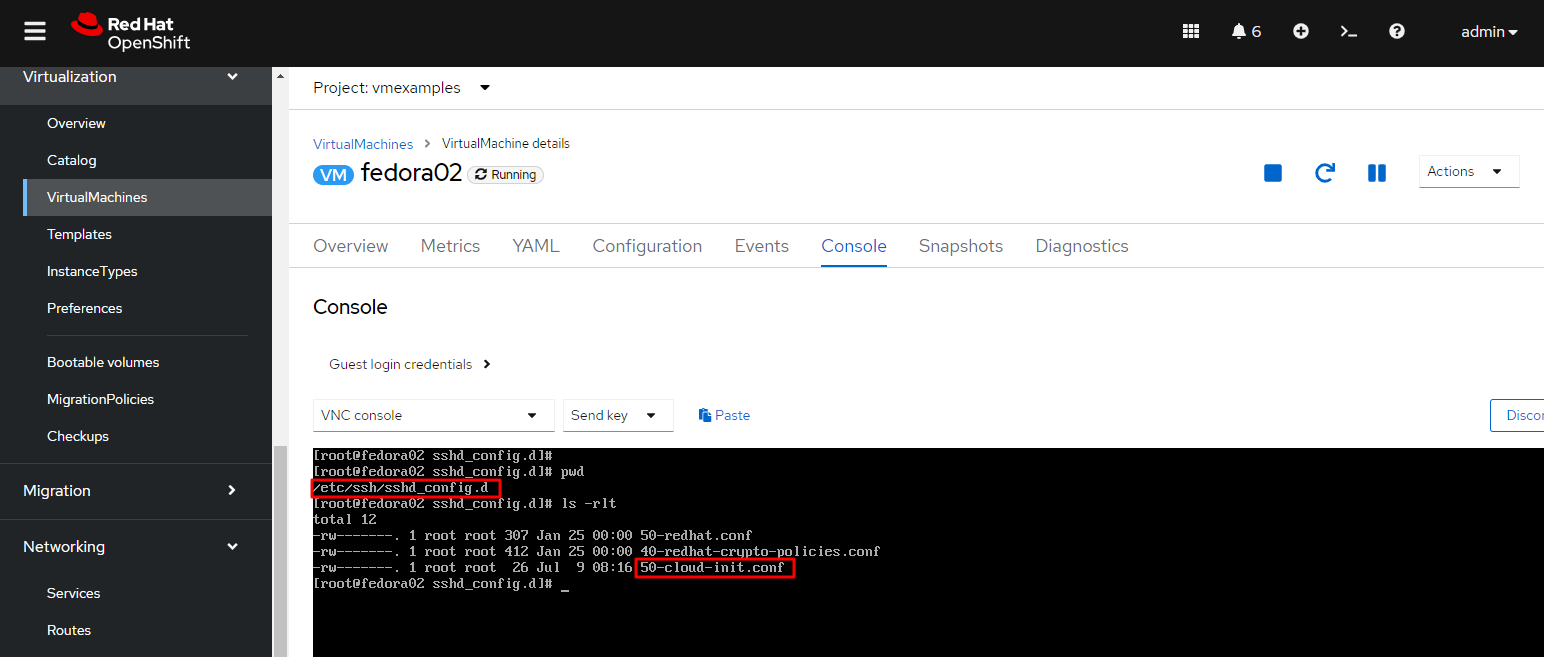 Red Hat
OpenShift
6
admin
Virtualization
Overview
Catalog
VirtualMachines
Templates
InstanceTypes
Preferences
Bootable volumes
MigrationPolicies
Checkups
Migration
Networking
Services
Routes
Project: vmexamples
VirtualMachines > VirtualMachine details
VM fedora02 Running
Actions
Overview Metrics YAML Configuration Events Console Snapshots Diagnostics
Console
Guest login credentials
VNC console Send key Paste Discon
[root@fedora02 sshd_config.d]#
[root@fedora02 sshd_config.d]# pwd
/etc/ssh/sshd_config.d
[root@fedora02 sshd_config.d]# ls -rlt
total 12
-rw-------. 1 root root 307 Jan 25 00:00 50-redhat.conf
-rw-------. 1 root root 412 Jan 25 00:00 40-redhat-crypto-policies.conf
-rw-------. 1 root root  26 Jul  9 08:16 50-cloud-init.conf
[root@fedora02 sshd_config.d]# _